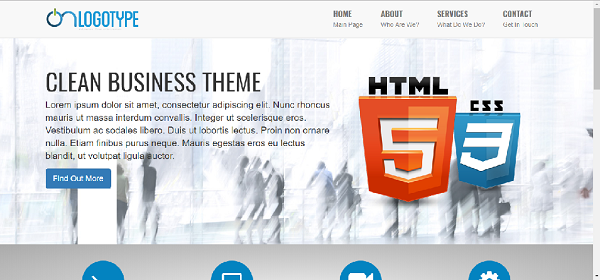 ON LOGOTYPE
HOME ABOUT SERVICES CONTACT
Main Page Who Are We? What Do We Do? Get In Touch
CLEAN BUSINESS THEME
Lorem ipsum dolor sit amet, consectetur adipiscing elit. Nunc rhoncus
mauris ut massa interdum convallis. Integer ut scelerisque eros.
Vestibulum ac sodales libero. Duis ut lobortis lectus. Proin non ornare
nulla. Etiam finibus purus neque. Mauris egestas eros eu lectus
blandit, ut volutpat ligula auctor.
Find Out More
HTML
5
CSS
3